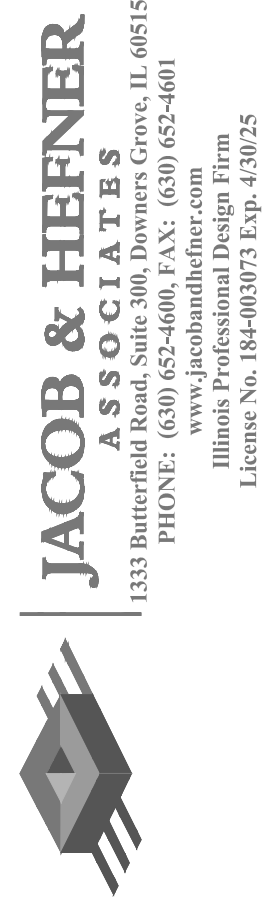 JACOB & HEFNER
ASSOCIATES
1333 Butterfield Road, Suite 300, Downers Grove, IL 60515
PHONE: (630) 652-4600, FAX: (630) 652-4601
www.jacobandhefner.com
Illinois Professional Design Firm
License No. 184-003073 Exp. 4/30/25